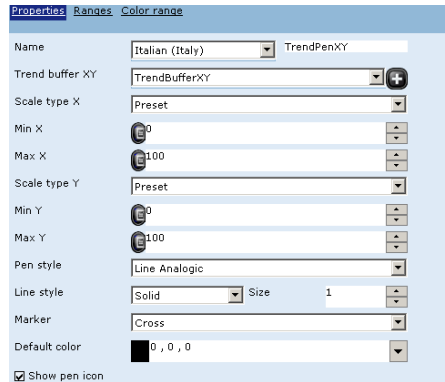 Properties Ranges Color range
Name Italian (Italy) TrendPenXY
Trend buffer XY TrendBufferXY
Scale type X Preset
Min X 0
Max X 100
Scale type Y Preset
Min Y 0
Max Y 100
Pen style Line Analogic
Line style Solid Size 1
Marker Cross
Default color 0 , 0 , 0
Show pen icon